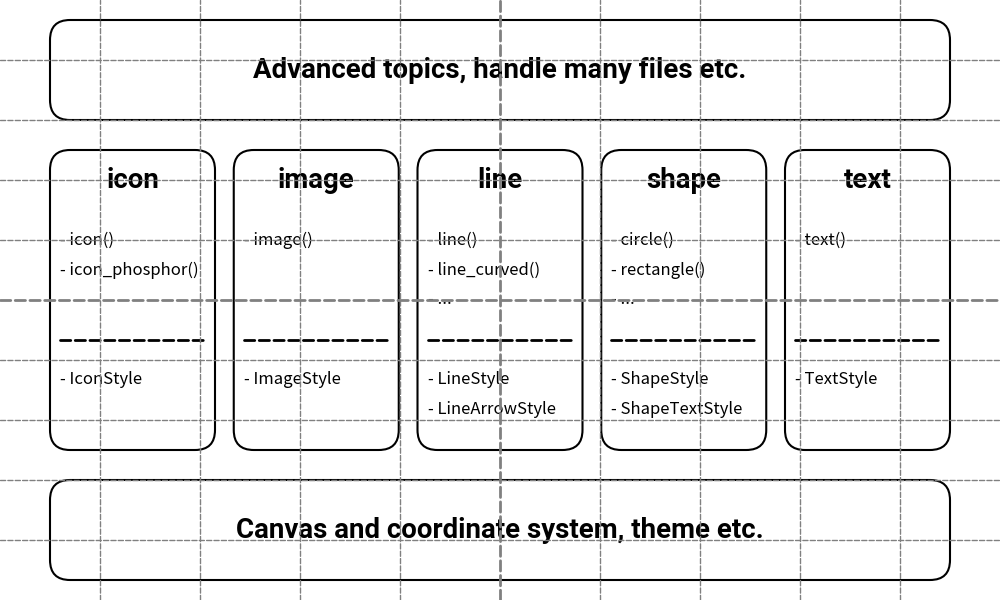 Advanced topics, handle many files etc.
icon
- icon()
- icon_phosphor()
- IconStyle
image
- image()
- ImageStyle
line
- line()
- line_curved()
- ...
- LineStyle
- LineArrowStyle
shape
- circle()
- rectangle()
- ...
- ShapeStyle
- ShapeTextStyle
text
- text()
- TextStyle
Canvas and coordinate system, theme etc.